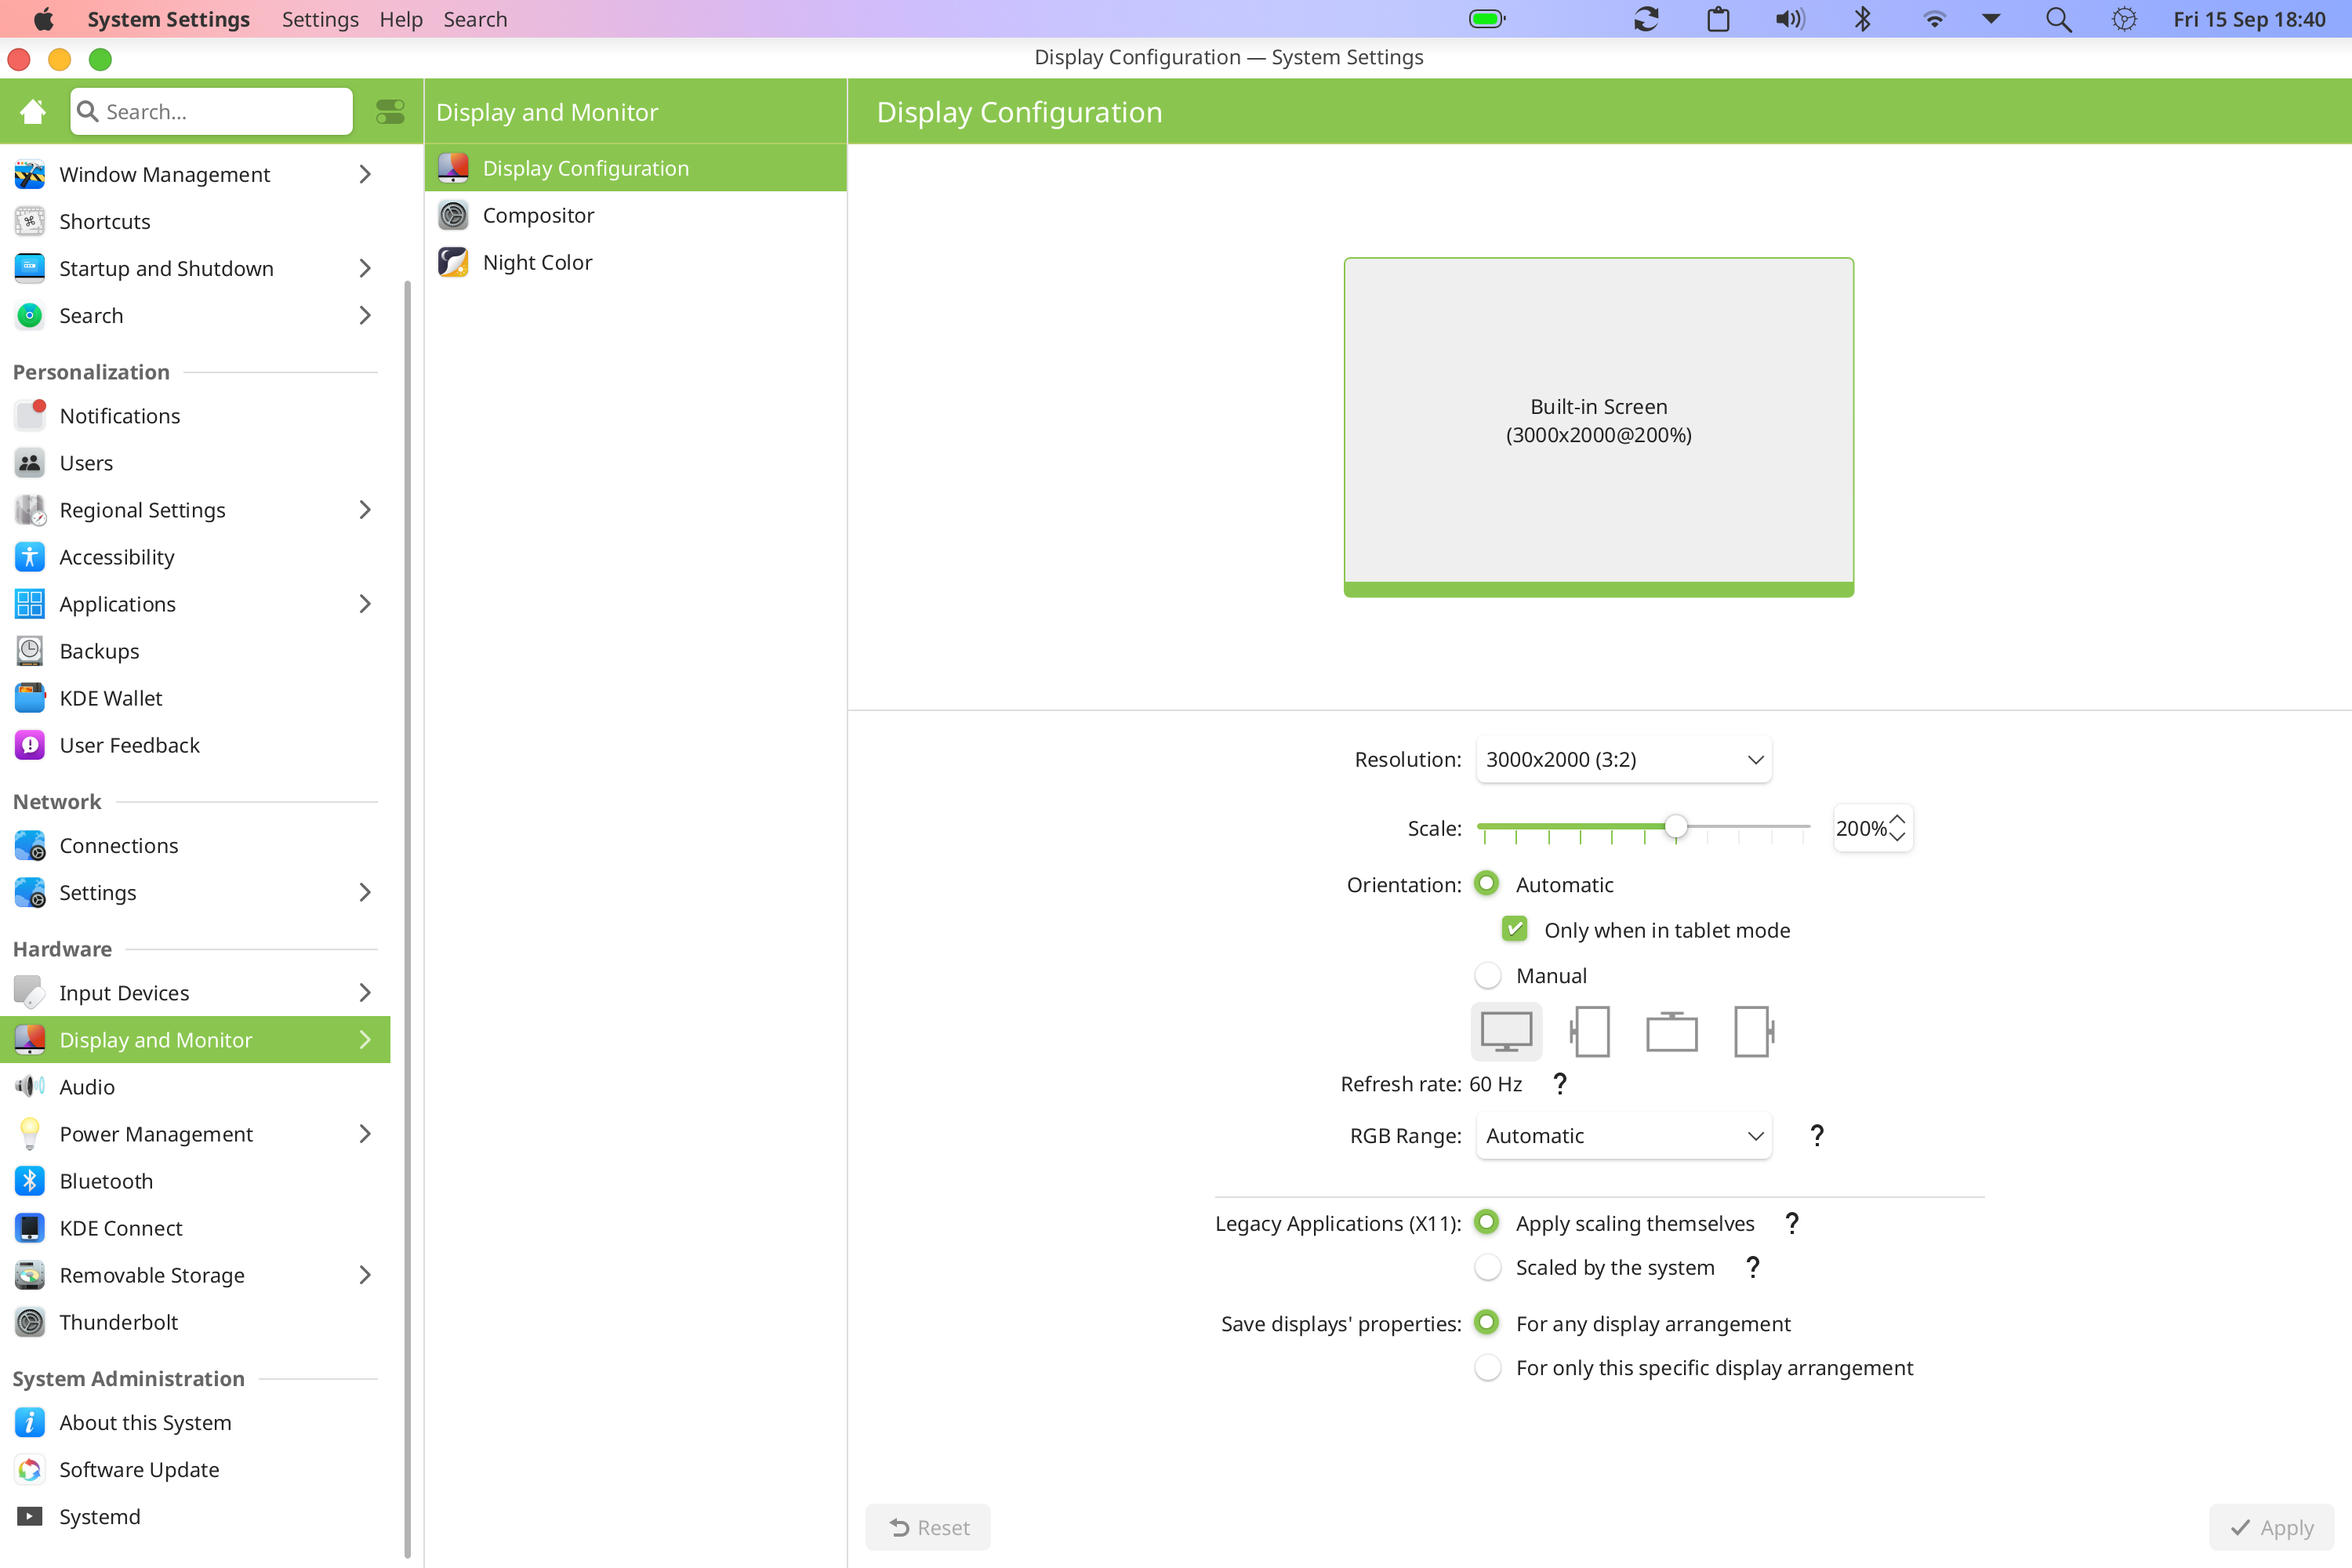 System Settings Settings Help Search Fri 15 Sep 18:40
Display Configuration — System Settings
Search...
Window Management
Shortcuts
Startup and Shutdown
Search
Personalization
Notifications
Users
Regional Settings
Accessibility
Applications
Backups
KDE Wallet
User Feedback
Network
Connections
Settings
Hardware
Input Devices
Display and Monitor
Audio
Power Management
Bluetooth
KDE Connect
Removable Storage
Thunderbolt
System Administration
About this System
Software Update
Systemd
Display and Monitor
Display Configuration
Compositor
Night Color
Display Configuration
Built-in Screen
(3000x2000@200%)
Resolution: 3000x2000 (3:2)
Scale: 200%
Orientation: Automatic
Only when in tablet mode
Manual
Refresh rate: 60 Hz ?
RGB Range: Automatic ?
Legacy Applications (X11): Apply scaling themselves ?
Scaled by the system ?
Save displays' properties: For any display arrangement
For only this specific display arrangement
Reset Apply